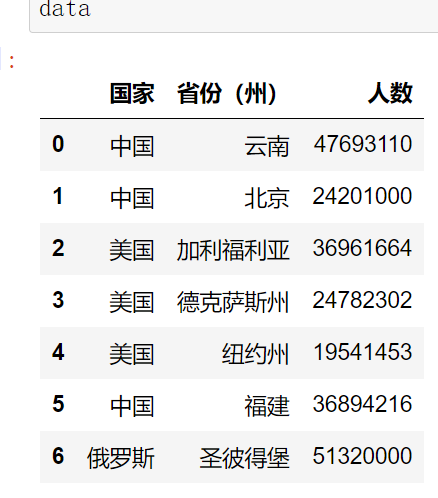 data
:
国家 省份（州） 人数
0 中国 云南 47693110
1 中国 北京 24201000
2 美国 加利福利亚 36961664
3 美国 德克萨斯州 24782302
4 美国 纽约州 19541453
5 中国 福建 36894216
6 俄罗斯 圣彼得堡 51320000